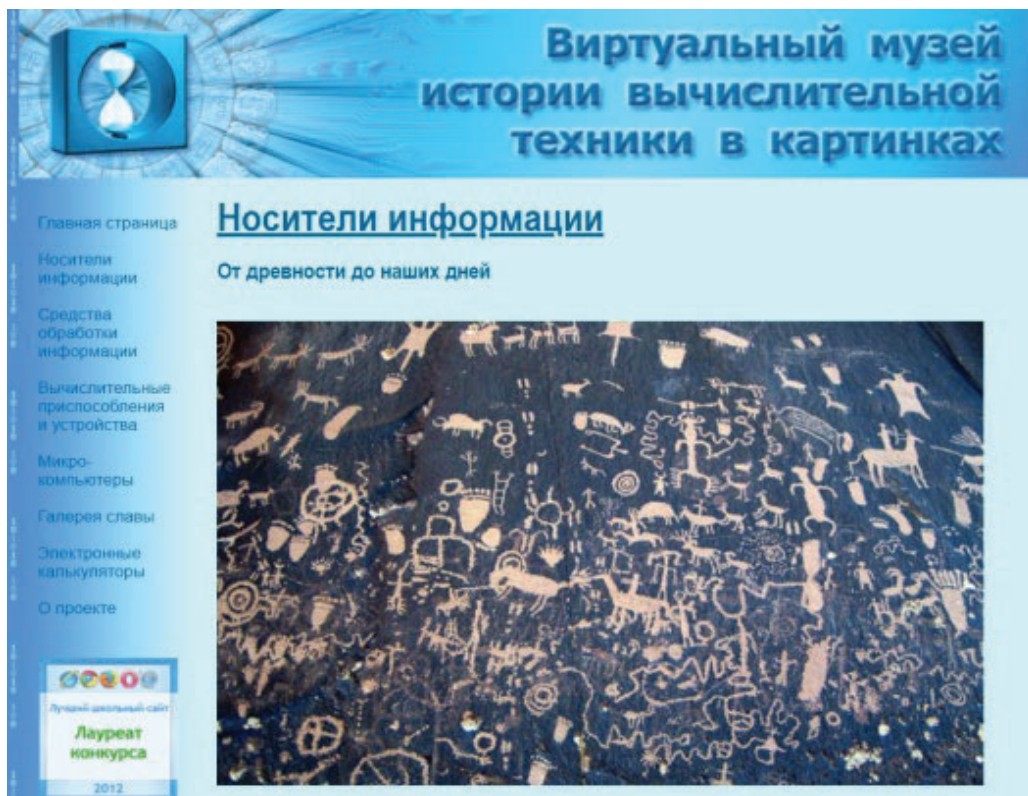 Виртуальный музей
истории вычислительной
техники в картинках
Главная страница
Носители
информации
Средства
обработки
информации
Вычислительные
приспособления
и устройства
Микро-
компьютеры
Галерея славы
Электронные
калькуляторы
О проекте
Лучший школьный сайт
Лауреат
конкурса
2012
Носители информации
От древности до наших дней